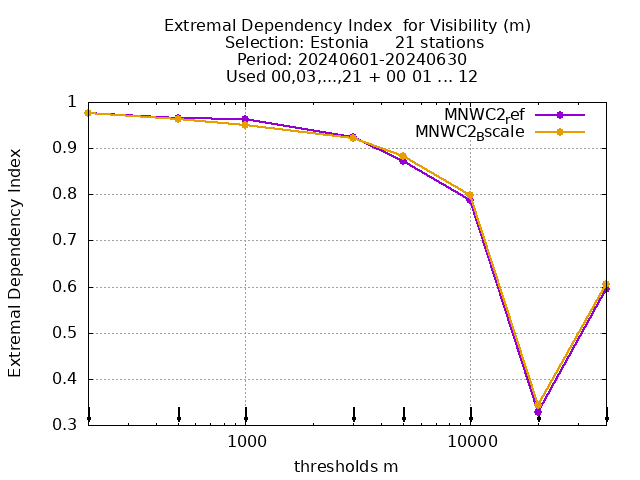 Extremal Dependency Index  for Visibility (m)
Selection: Estonia     21 stations
Period: 20240601-20240630
Used 00,03,...,21 + 00 01 ... 12
MNWC2ref
MNWC2Bscale
1
0.9
0.8
0.7
0.6
0.5
0.4
0.3
Extremal Dependency Index
1000
10000
thresholds m